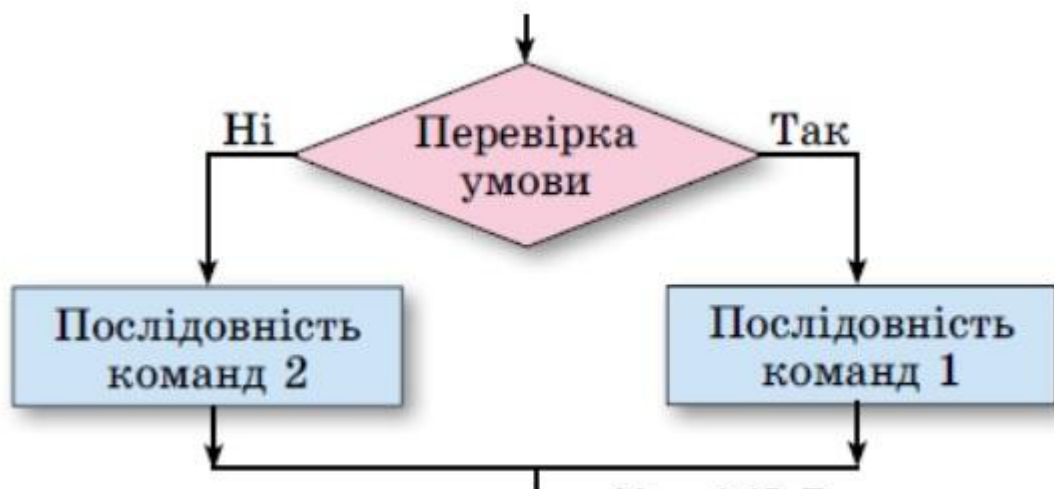 Ні
Перевірка
умови
Так
Послідовність
команд 2
Послідовність
команд 1